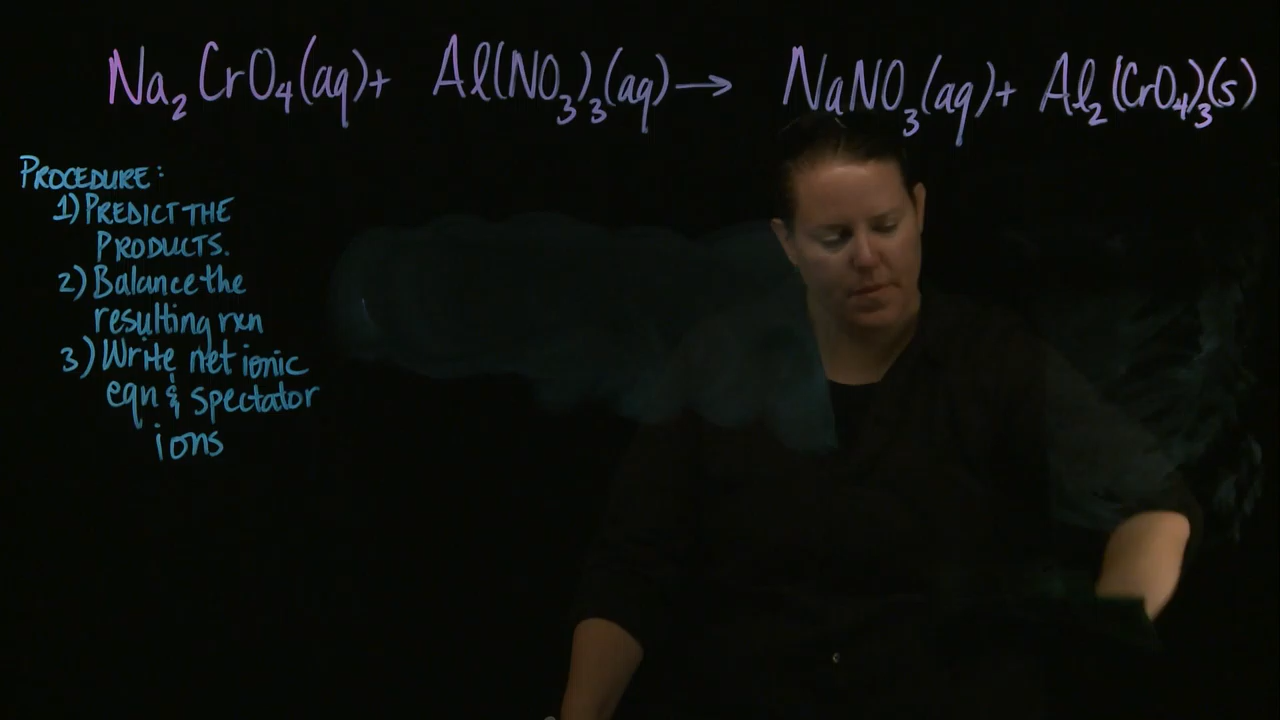 Na₂CrO₄(aq) + Al(NO₃)₃(aq) → NaNO₃(aq) + Al₂(CrO₄)₃(s)
PROCEDURE:
1) PREDICT THE
PRODUCTS.
2) Balance the
resulting rxn
3) Write net ionic
eqn & spectator
ions